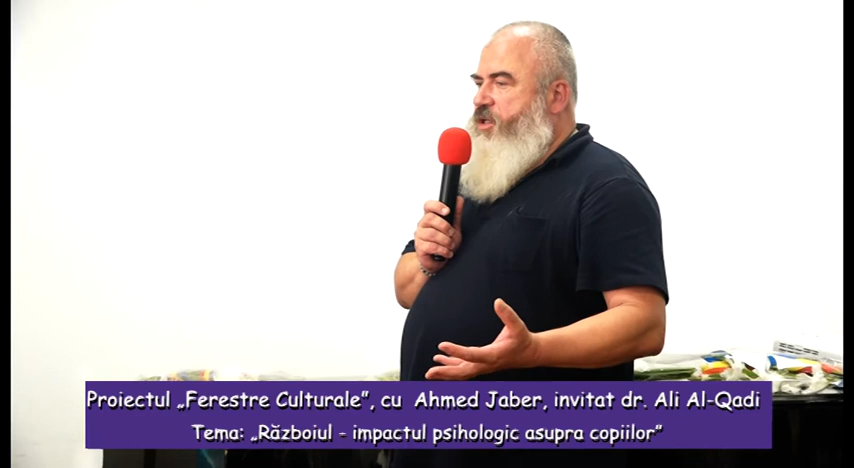 Proiectul „Ferestre Culturale”, cu Ahmed Jaber, invitat dr. Ali Al-Qadi
Tema: „Războiul - impactul psihologic asupra copiilor”